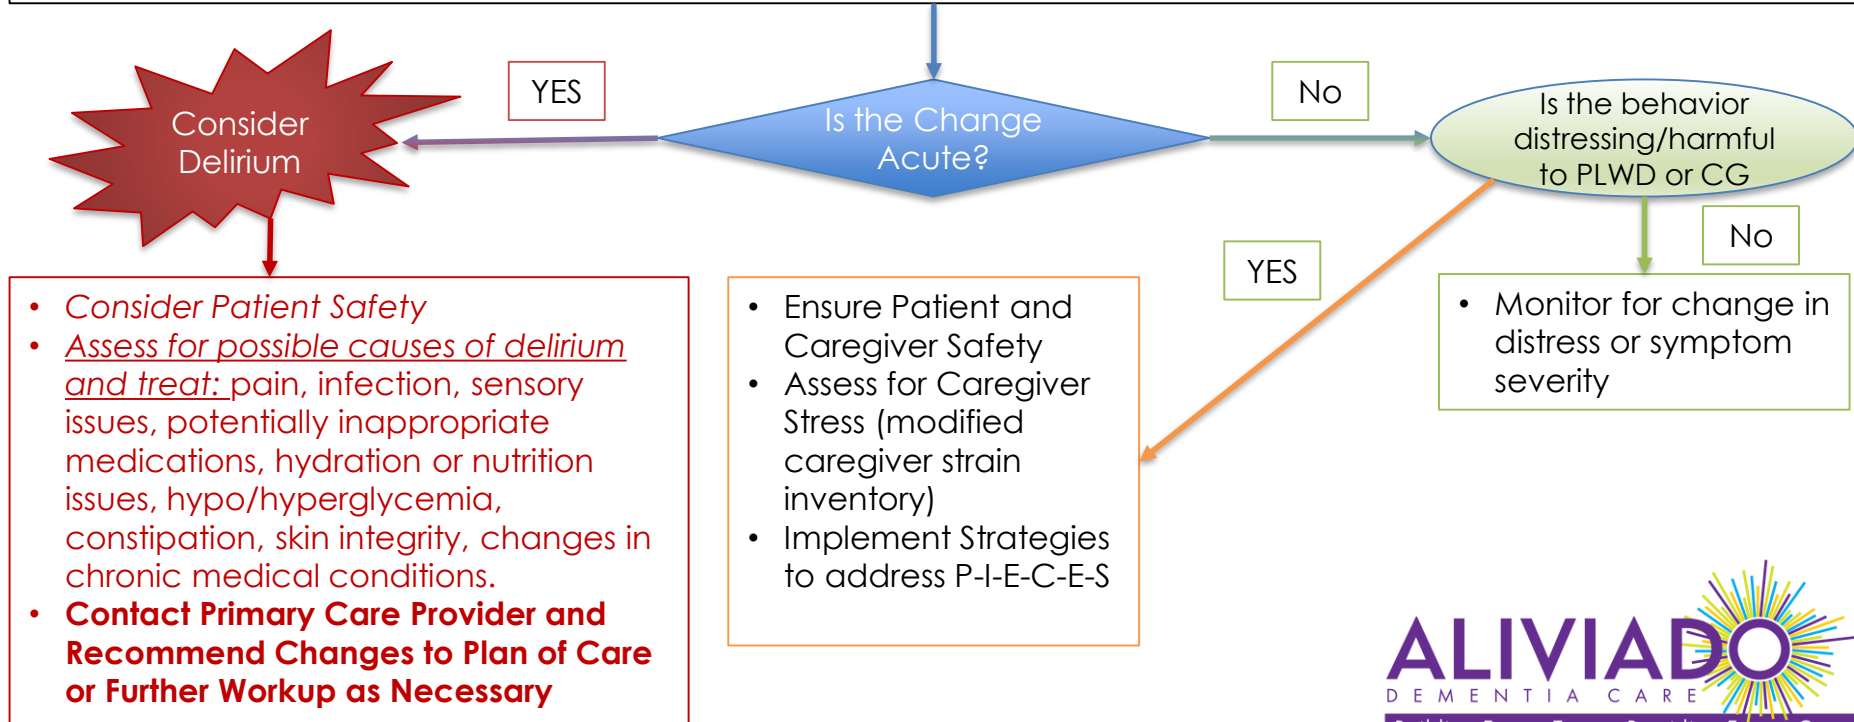 Consider
Delirium
YES
Is the Change
Acute?
No
Is the behavior
distressing/harmful
to PLWD or CG
No
YES
• Consider Patient Safety
• Assess for possible causes of delirium
and treat: pain, infection, sensory
issues, potentially inappropriate
medications, hydration or nutrition
issues, hypo/hyperglycemia,
constipation, skin integrity, changes in
chronic medical conditions.
• Contact Primary Care Provider and
Recommend Changes to Plan of Care
or Further Workup as Necessary
• Ensure Patient and
Caregiver Safety
• Assess for Caregiver
Stress (modified
caregiver strain
inventory)
• Implement Strategies
to address P-I-E-C-E-S
• Monitor for change in
distress or symptom
severity
ALIVIADO
DEMENTIA CARE